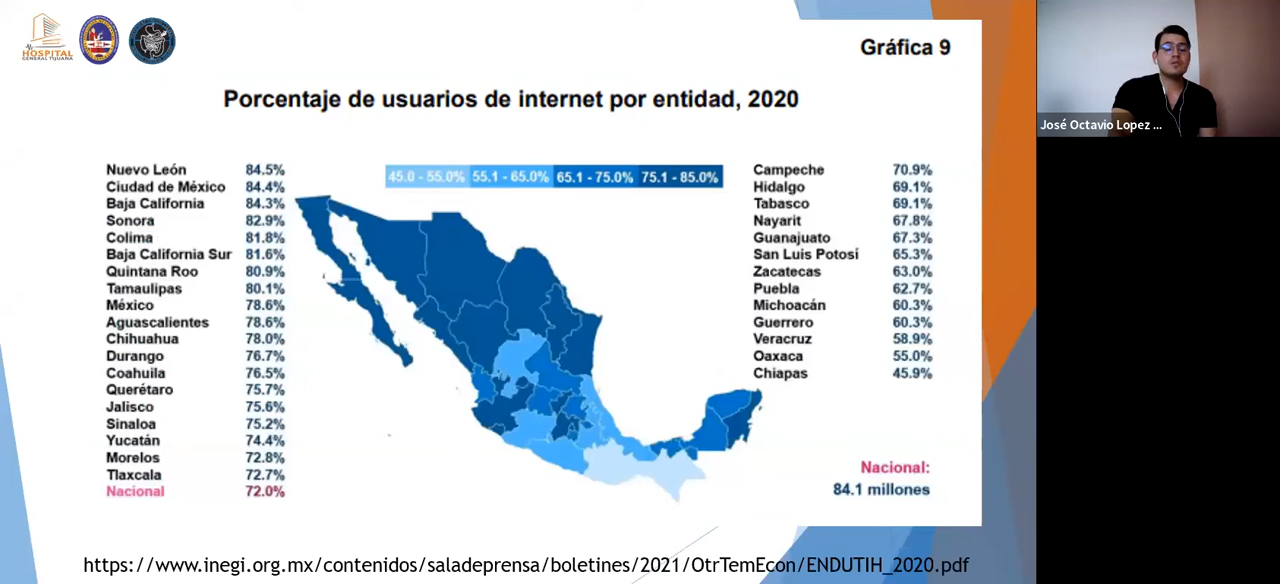 HOSPITAL
GENERAL TIJUANA
Gráfica 9
Porcentaje de usuarios de internet por entidad, 2020
45.0 - 55.0% 55.1 - 65.0% 65.1 - 75.0% 75.1 - 85.0%
Nuevo León 84.5%
Ciudad de México 84.4%
Baja California 84.3%
Sonora 82.9%
Colima 81.8%
Baja California Sur 81.6%
Quintana Roo 80.9%
Tamaulipas 80.1%
México 78.6%
Aguascalientes 78.6%
Chihuahua 78.0%
Durango 76.7%
Coahuila 76.5%
Querétaro 75.7%
Jalisco 75.6%
Sinaloa 75.2%
Yucatán 74.4%
Morelos 72.8%
Tlaxcala 72.7%
Nacional 72.0%
Campeche 70.9%
Hidalgo 69.1%
Tabasco 69.1%
Nayarit 67.8%
Guanajuato 67.3%
San Luis Potosí 65.3%
Zacatecas 63.0%
Puebla 62.7%
Michoacán 60.3%
Guerrero 60.3%
Veracruz 58.9%
Oaxaca 55.0%
Chiapas 45.9%
Nacional:
84.1 millones
https://www.inegi.org.mx/contenidos/saladeprensa/boletines/2021/OtrTemEcon/ENDUTIH_2020.pdf
José Octavio Lopez ...